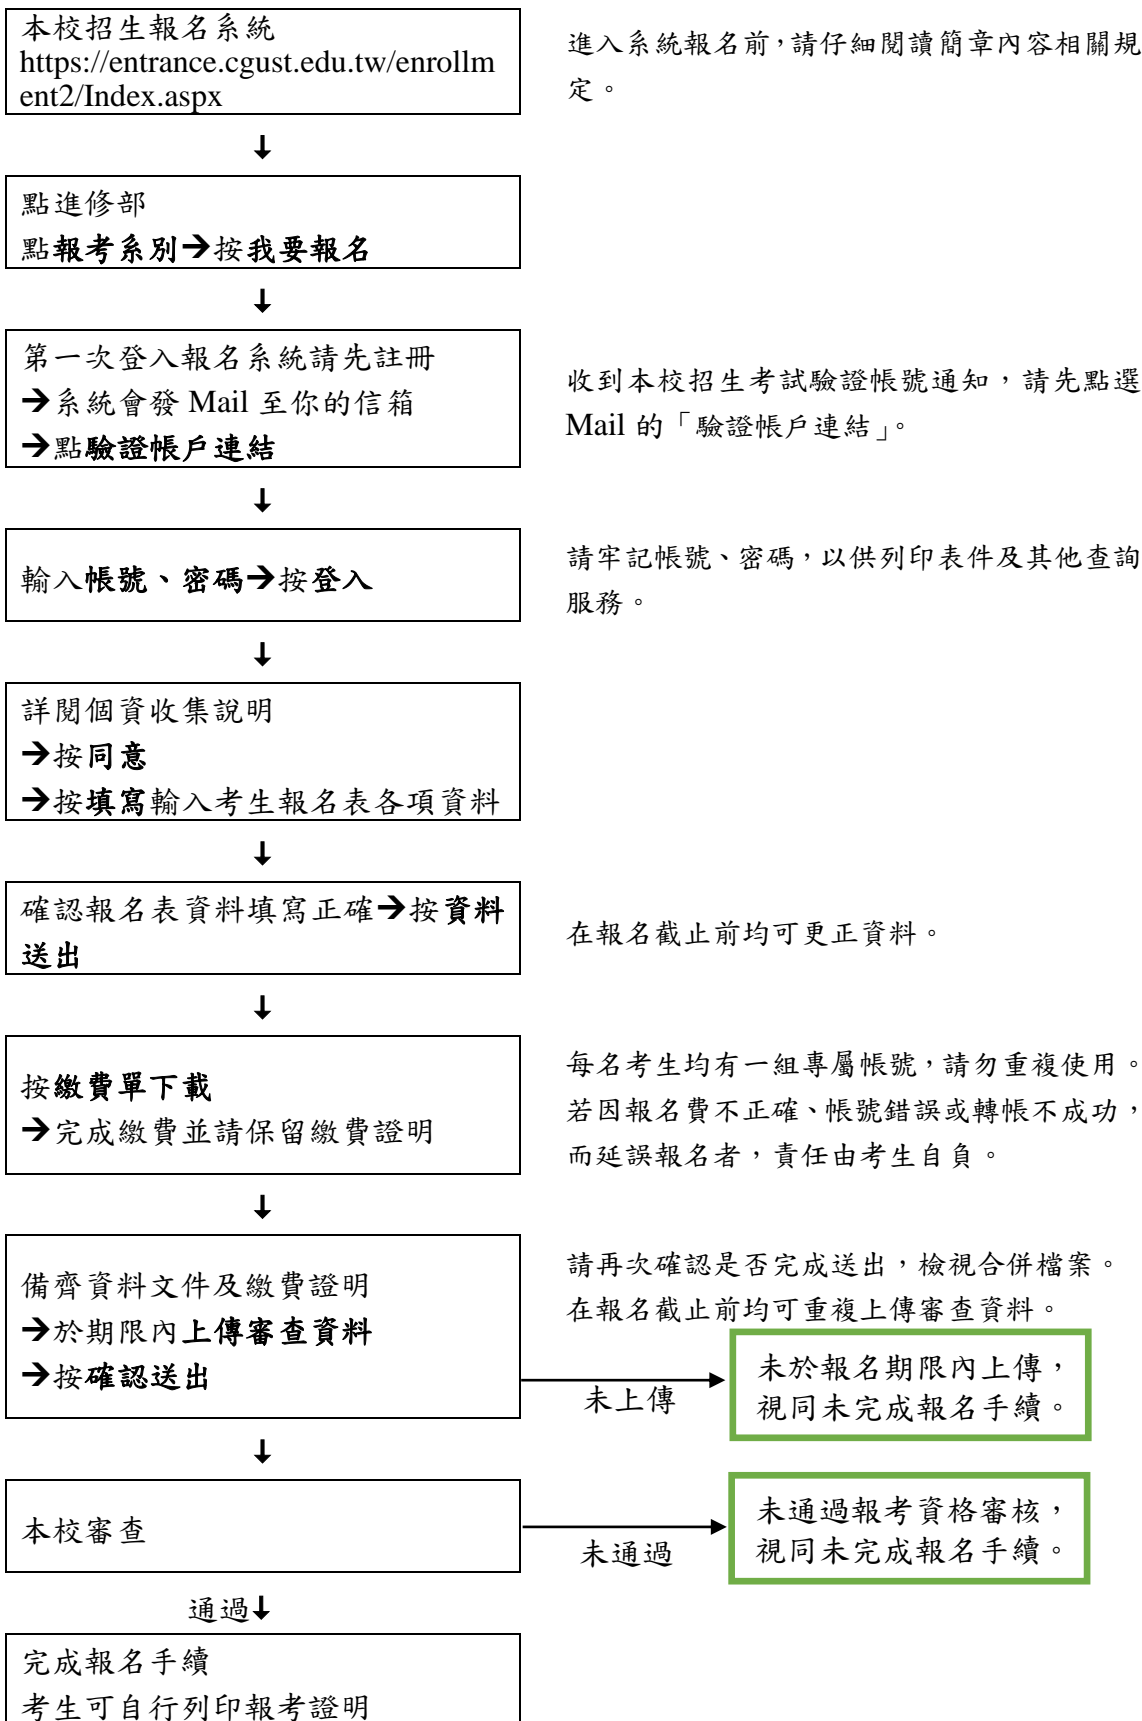 本校招生報名系統
https://entrance.cgust.edu.tw/enrollm
ent2/Index.aspx
進入系統報名前,請仔細閱讀簡章內容相關規
定。
↓
點進修部
點報考系別→按我要報名
↓
第一次登入報名系統請先註冊
→系統會發 Mail 至你的信箱
→點驗證帳戶連結
收到本校招生考試驗證帳號通知,請先點選
Mail 的「驗證帳戶連結」。
↓
輸入帳號、密碼→按登入
請牢記帳號、密碼,以供列印表件及其他查詢
服務。
↓
詳閱個資收集說明
→按同意
→按填寫輸入考生報名表各項資料
↓
確認報名表資料填寫正確→按資料
送出
在報名截止前均可更正資料。
↓
按繳費單下載
→完成繳費並請保留繳費證明
每名考生均有一組專屬帳號,請勿重複使用。
若因報名費不正確、帳號錯誤或轉帳不成功,
而延誤報名者,責任由考生自負。
↓
備齊資料文件及繳費證明
→於期限內上傳審查資料
→按確認送出
請再次確認是否完成送出,檢視合併檔案。
在報名截止前均可重複上傳審查資料。
未上傳
未於報名期限內上傳,
視同未完成報名手續。
↓
本校審查
未通過
未通過報考資格審核,
視同未完成報名手續。
通過↓
完成報名手續
考生可自行列印報考證明